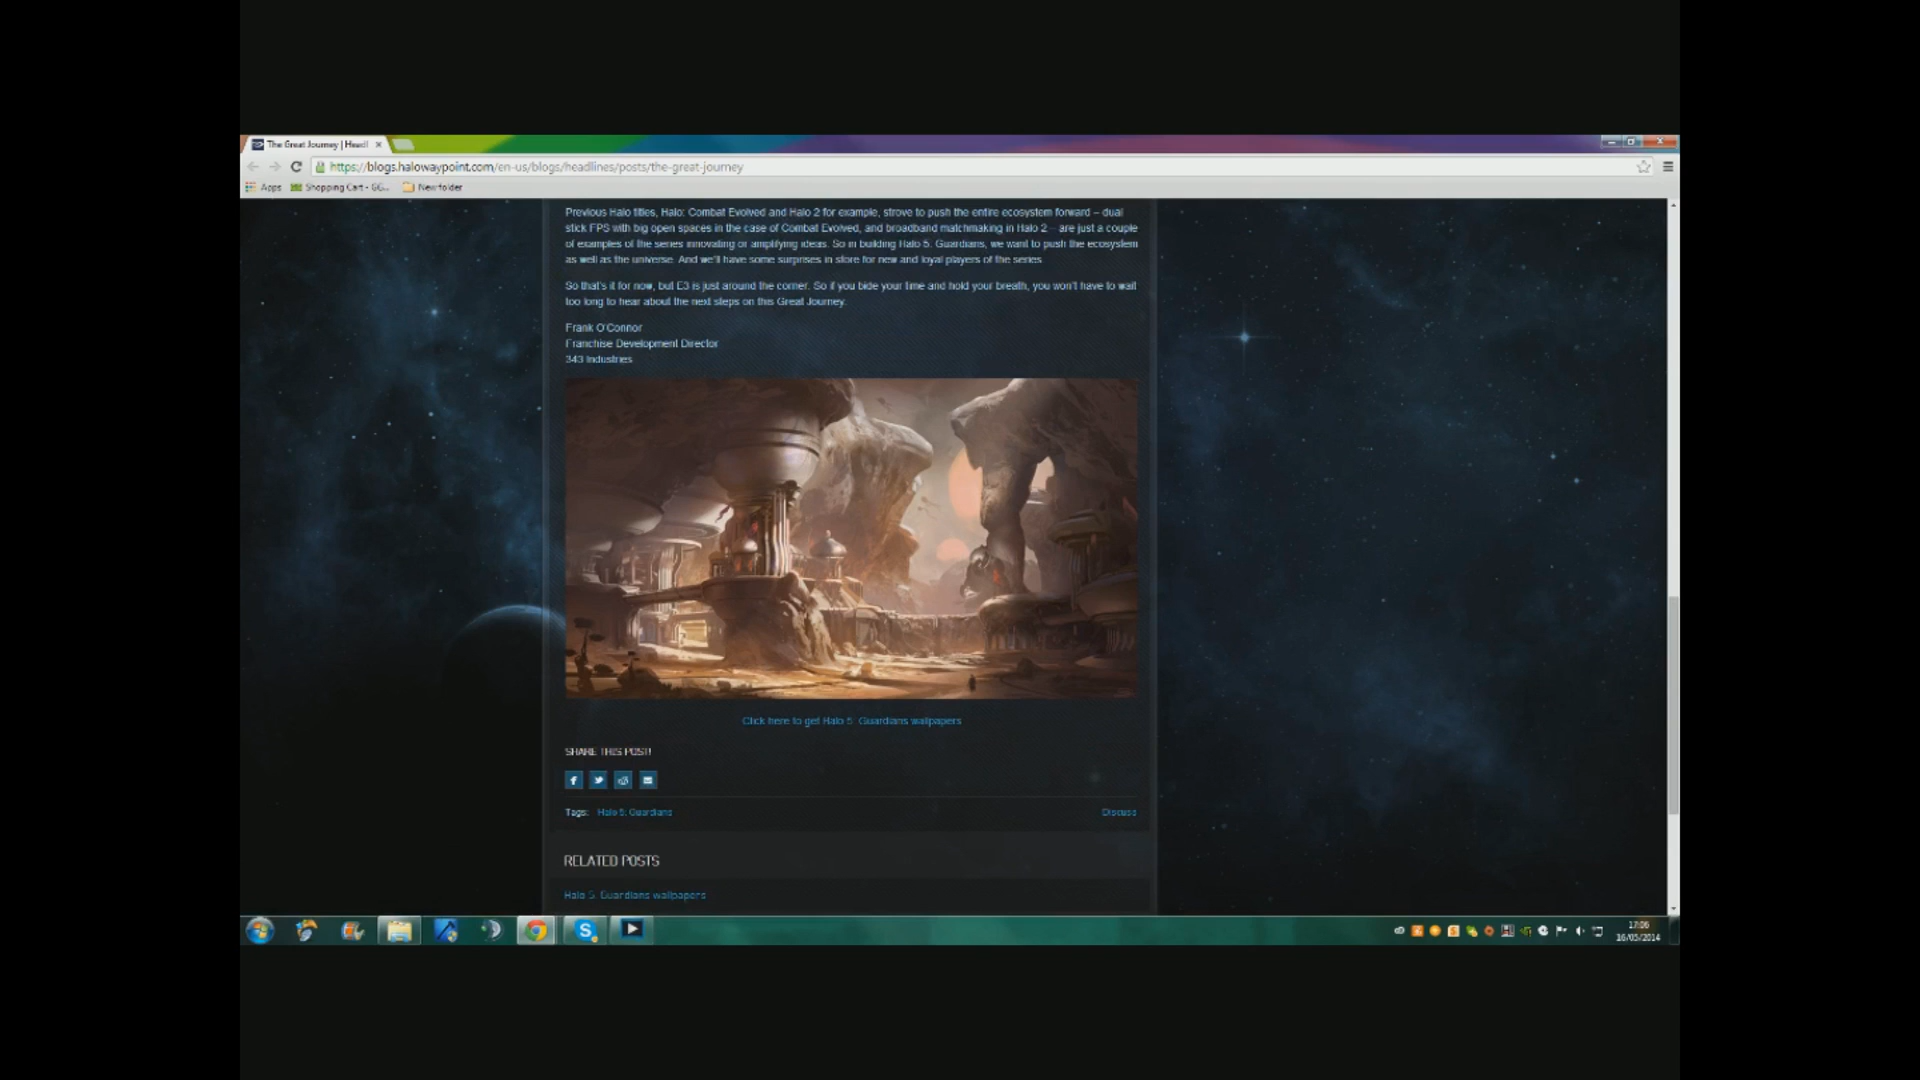 The Great Journey | Headl
https://blogs.halowaypoint.com/en-us/blogs/headlines/posts/the-great-journey
Apps Shopping Cart - GG... New folder
Previous Halo titles, Halo: Combat Evolved and Halo 2 for example, strove to push the entire ecosystem forward – dual
stick FPS with big open spaces in the case of Combat Evolved, and broadband matchmaking in Halo 2 – are just a couple
of examples of the series innovating or amplifying ideas. So in building Halo 5: Guardians, we want to push the ecosystem
as well as the universe. And we'll have some surprises in store for new and loyal players of the series.
So that's it for now, but E3 is just around the corner. So if you bide your time and hold your breath, you won't have to wait
too long to hear about the next steps on this Great Journey.
Frank O'Connor
Franchise Development Director
343 Industries
Click here to get Halo 5: Guardians wallpapers
SHARE THIS POST!
Tags: Halo 5: Guardians Discuss
RELATED POSTS
Halo 5: Guardians wallpapers
17:06
16/05/2014